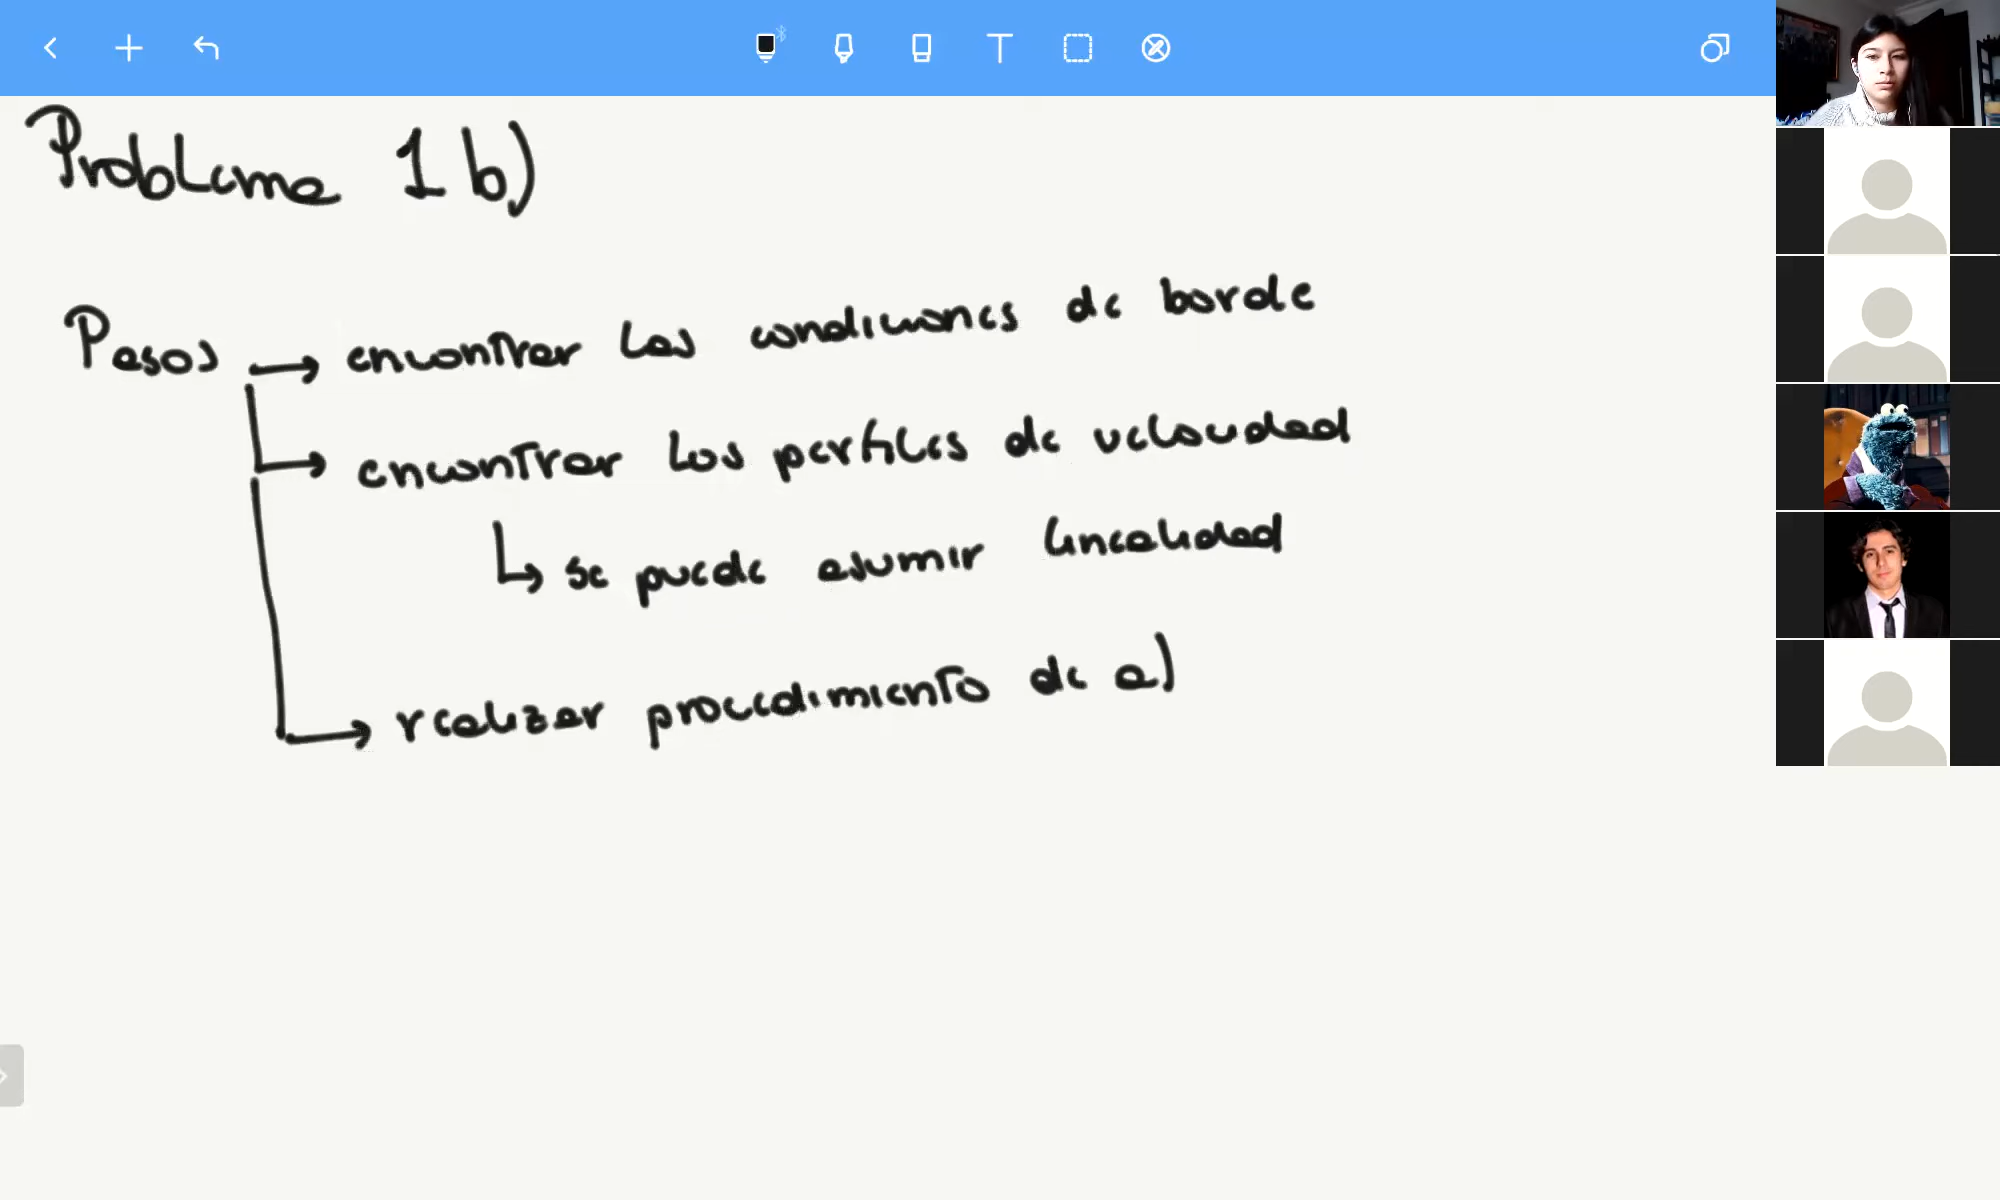 Problema 1 b)
Pasos → encontrar las condiciones de borde
→ encontrar los perfiles de velocidad
↳ se puede asumir linealidad
→ realizar procedimiento de a)